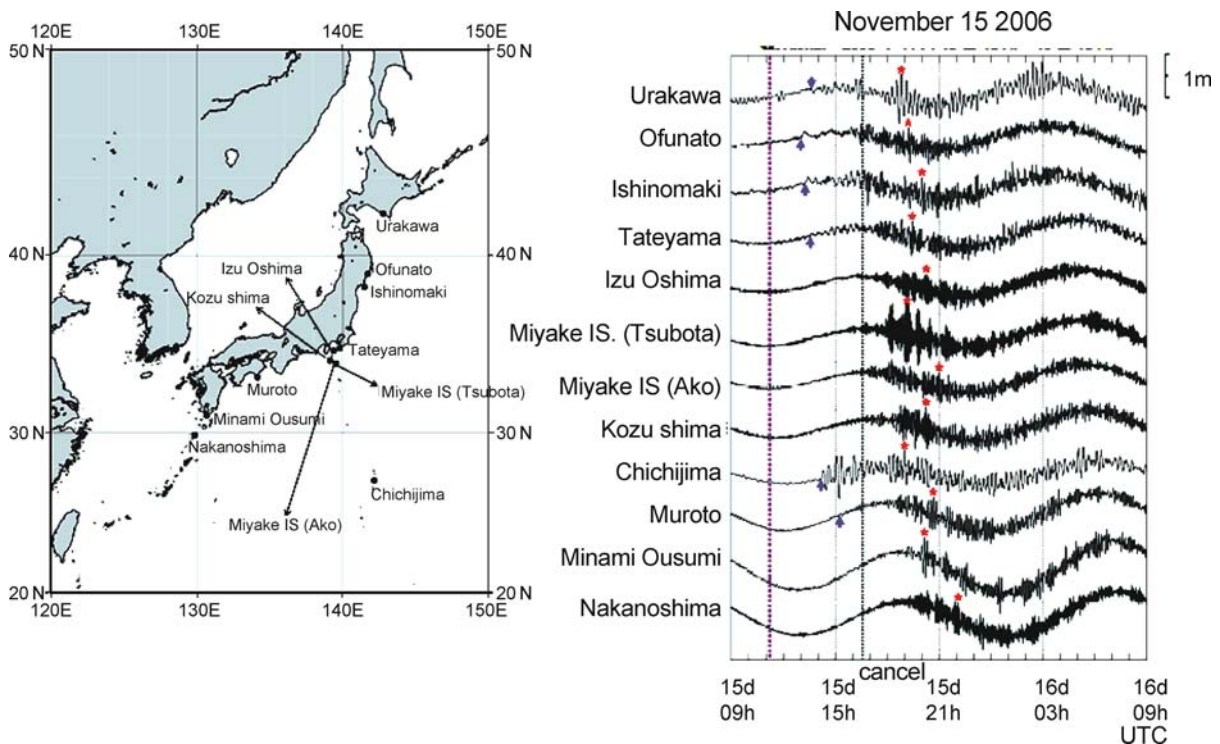 November 15 2006
120E 130E 140E 150E
50 N 50 N
40 N 40 N
30 N 30 N
20 N 20 N
120E 130E 140E 150E
Urakawa
Izu Oshima
Ofunato
Kozu shima
Ishinomaki
Tateyama
Muroto
Miyake IS (Tsubota)
Minami Ousumi
Nakanoshima
Chichijima
Miyake IS (Ako)
1m
Urakawa
Ofunato
Ishinomaki
Tateyama
Izu Oshima
Miyake IS. (Tsubota)
Miyake IS (Ako)
Kozu shima
Chichijima
Muroto
Minami Ousumi
Nakanoshima
cancel
15d 15d 15d 16d 16d
09h 15h 21h 03h 09h
UTC